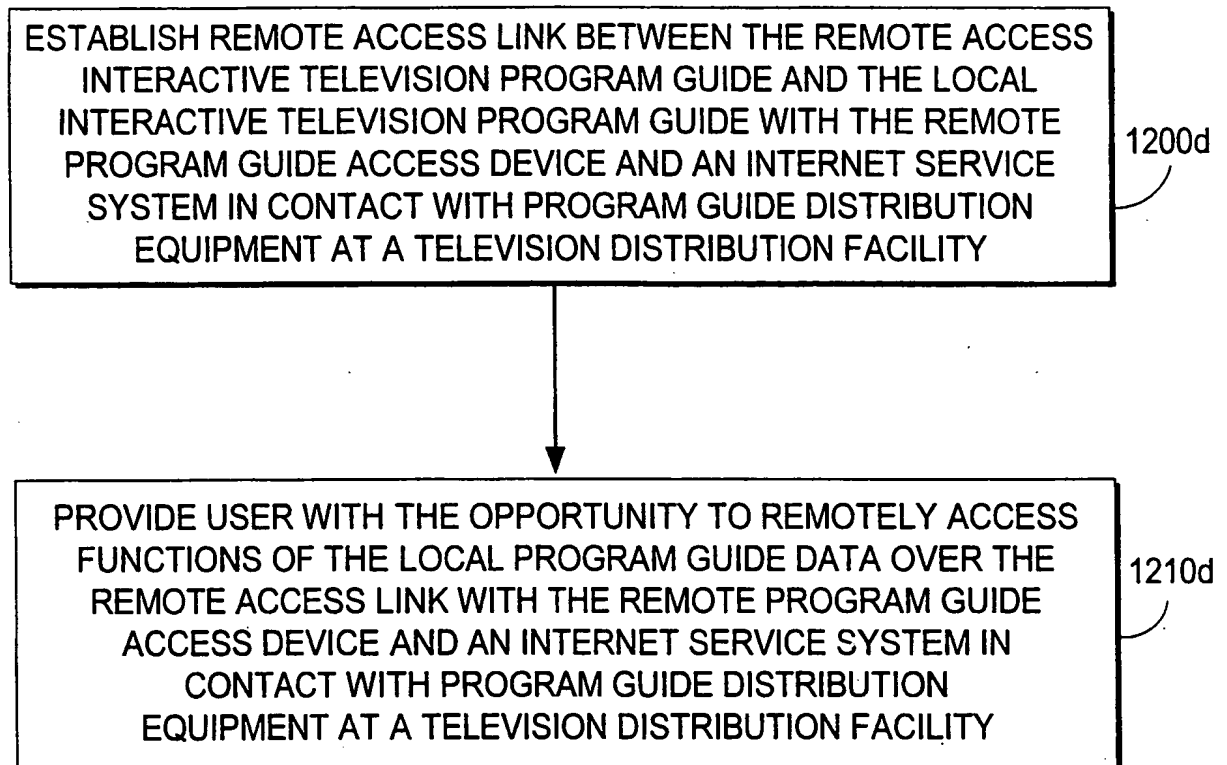 ESTABLISH REMOTE ACCESS LINK BETWEEN THE REMOTE ACCESS
INTERACTIVE TELEVISION PROGRAM GUIDE AND THE LOCAL
INTERACTIVE TELEVISION PROGRAM GUIDE WITH THE REMOTE
PROGRAM GUIDE ACCESS DEVICE AND AN INTERNET SERVICE
SYSTEM IN CONTACT WITH PROGRAM GUIDE DISTRIBUTION
EQUIPMENT AT A TELEVISION DISTRIBUTION FACILITY
1200d
PROVIDE USER WITH THE OPPORTUNITY TO REMOTELY ACCESS
FUNCTIONS OF THE LOCAL PROGRAM GUIDE DATA OVER THE
REMOTE ACCESS LINK WITH THE REMOTE PROGRAM GUIDE
ACCESS DEVICE AND AN INTERNET SERVICE SYSTEM IN
CONTACT WITH PROGRAM GUIDE DISTRIBUTION
EQUIPMENT AT A TELEVISION DISTRIBUTION FACILITY
1210d